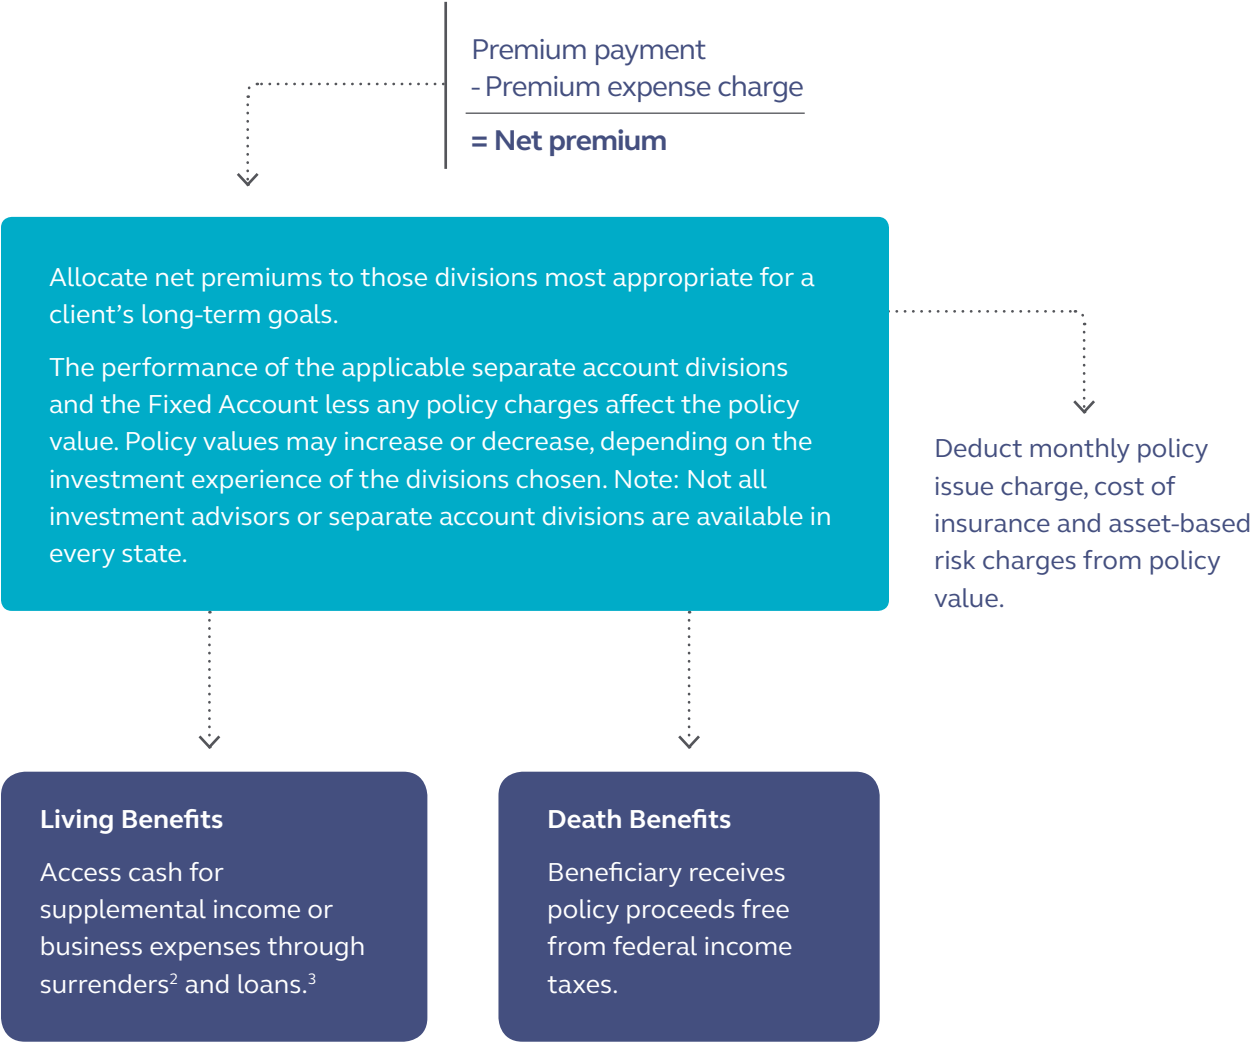 Premium payment
- Premium expense charge
= Net premium
Allocate net premiums to those divisions most appropriate for a
client’s long-term goals.
The performance of the applicable separate account divisions
and the Fixed Account less any policy charges affect the policy
value. Policy values may increase or decrease, depending on the
investment experience of the divisions chosen. Note: Not all
investment advisors or separate account divisions are available in
every state.
Deduct monthly policy
issue charge, cost of
insurance and asset-based
risk charges from policy
value.
Living Benefits
Access cash for
supplemental income or
business expenses through
surrenders² and loans.³
Death Benefits
Beneficiary receives
policy proceeds free
from federal income
taxes.